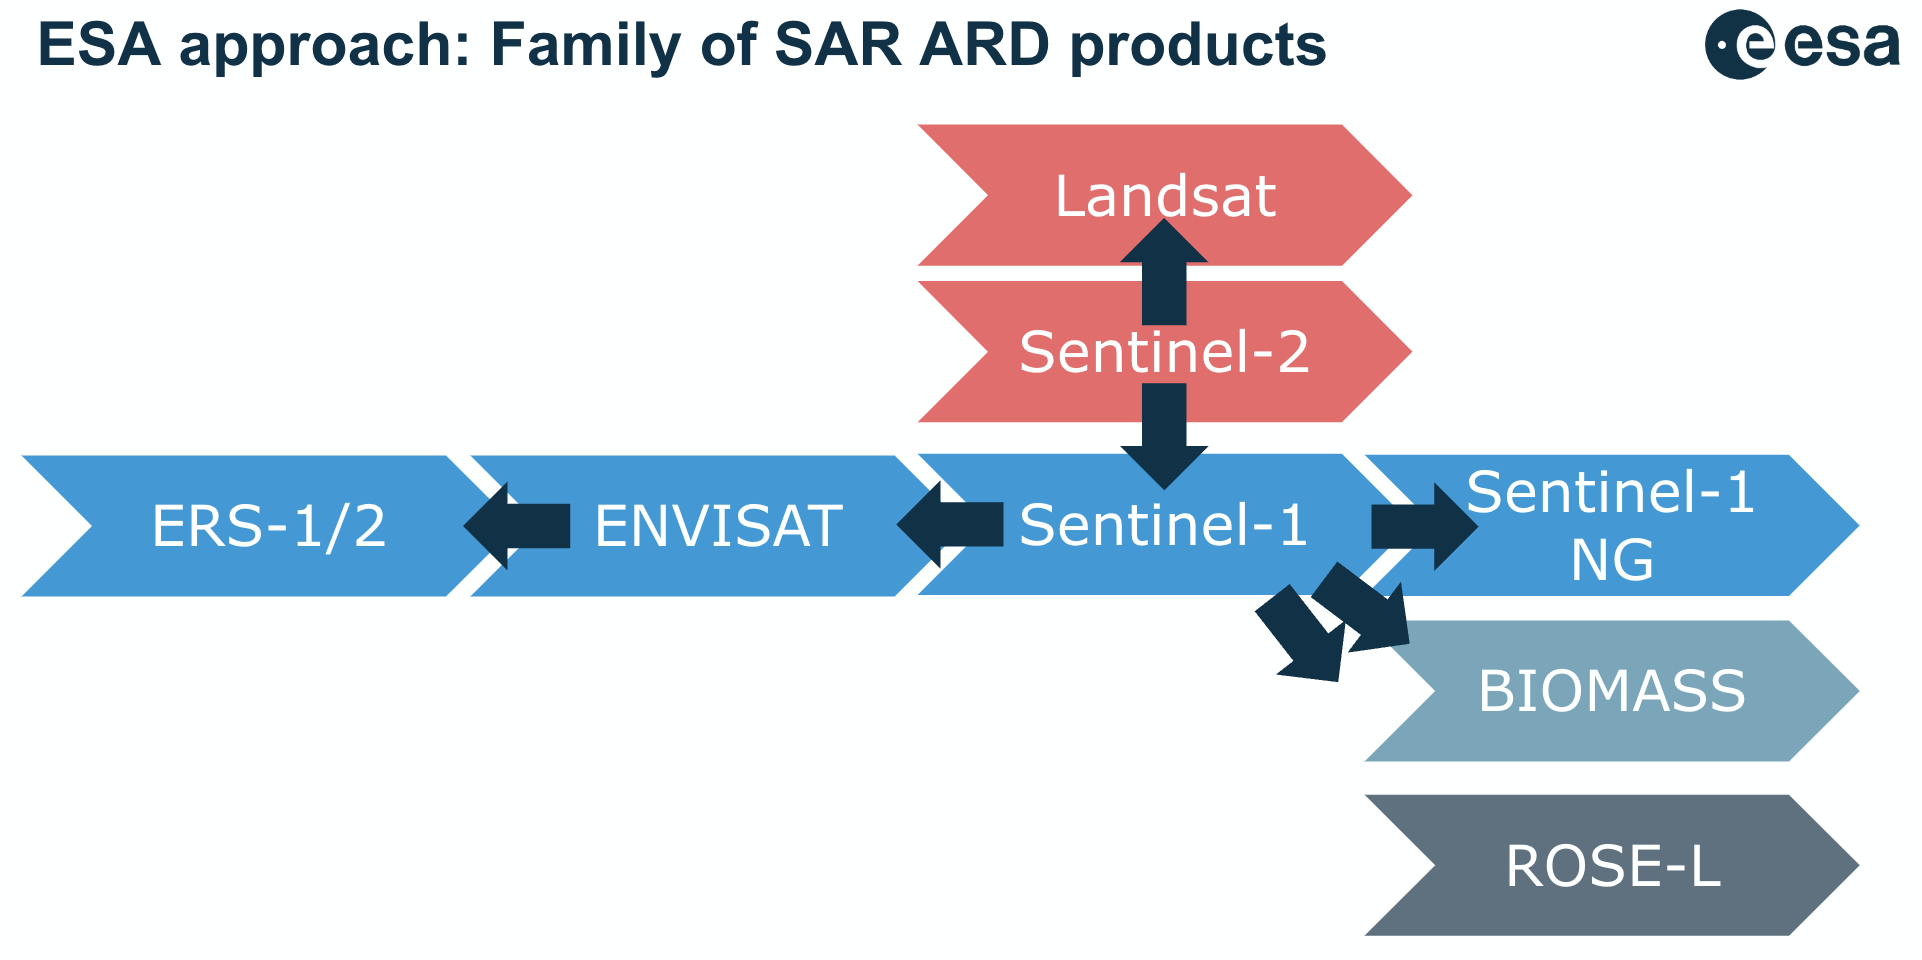 ESA approach: Family of SAR ARD products
esa
Landsat
Sentinel-2
ERS-1/2
ENVISAT
Sentinel-1
Sentinel-1
NG
BIOMASS
ROSE-L